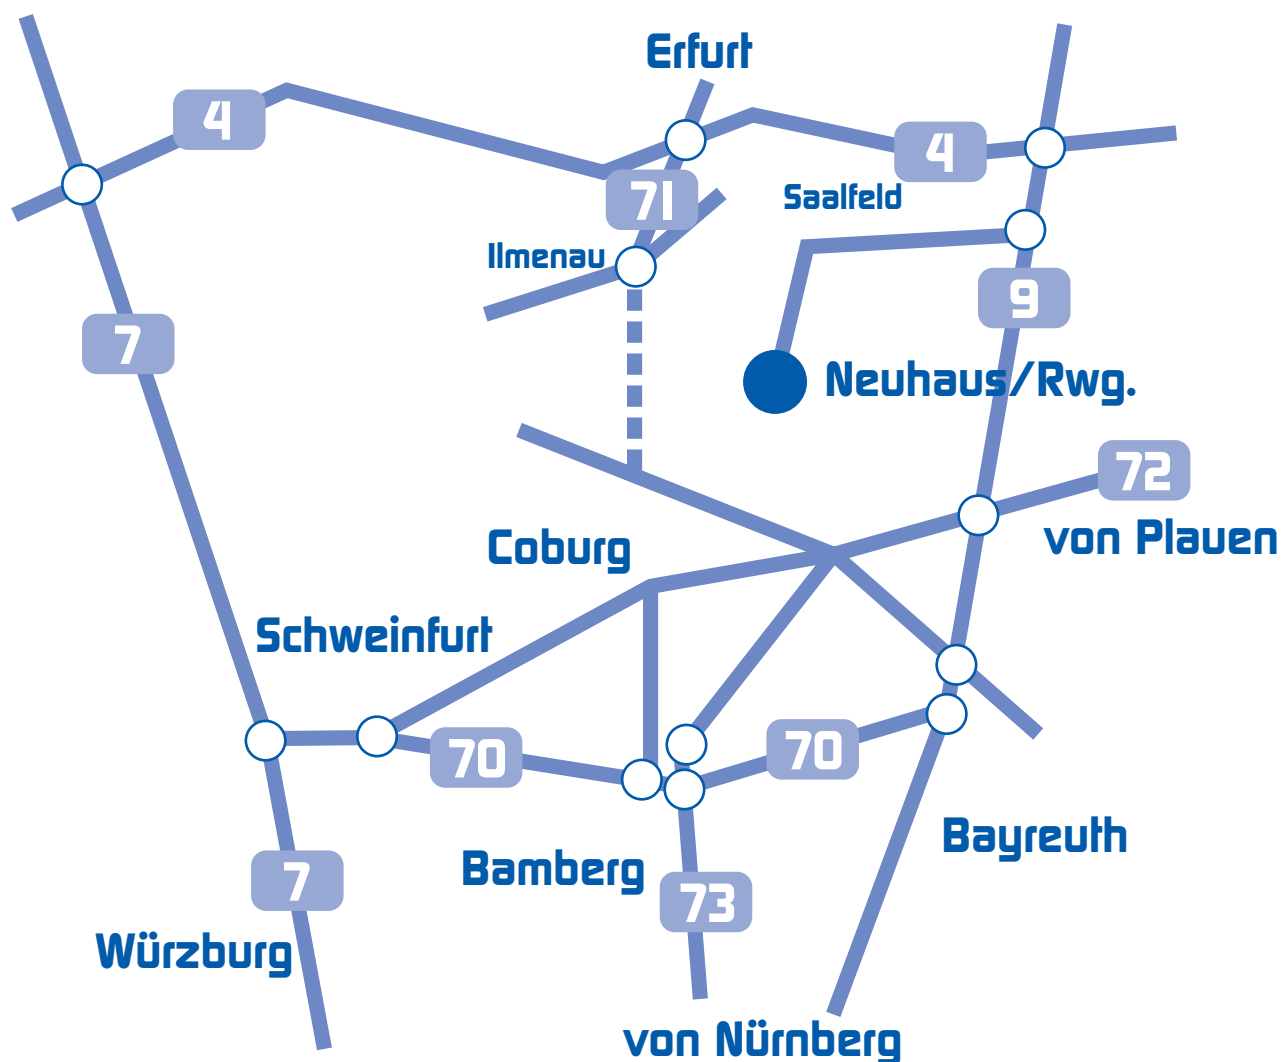 Erfurt
4
4
71
Saalfeld
Ilmenau
9
7
Neuhaus/Rwg.
72
von Plauen
Coburg
Schweinfurt
70
70
Bayreuth
Bamberg
7
73
Würzburg
von Nürnberg